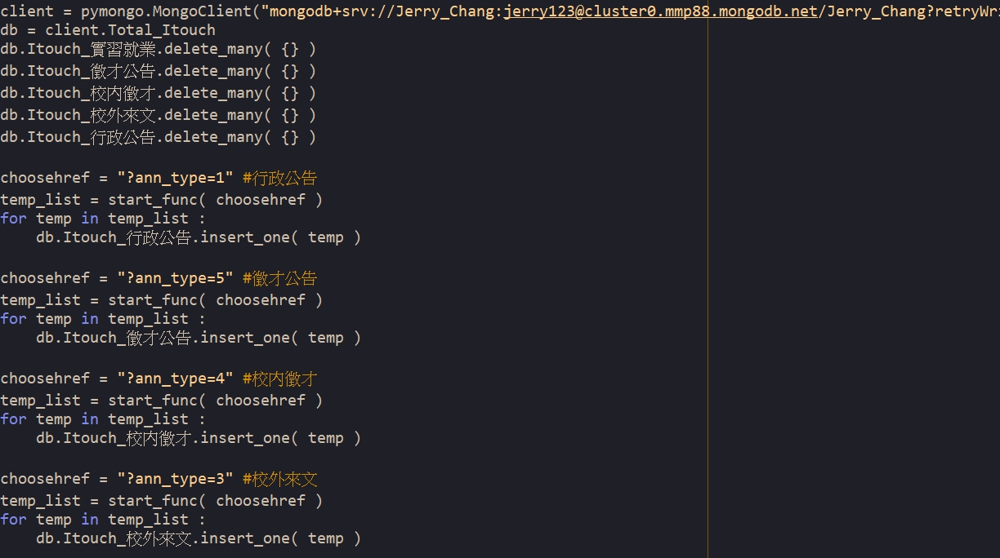 client = pymongo.MongoClient("mongodb+srv://Jerry_Chang:jerry123@cluster0.mmp88.mongodb.net/Jerry_Chang?retryWri
db = client.Total_Itouch
db.Itouch_實習就業.delete_many( {} )
db.Itouch_徵才公告.delete_many( {} )
db.Itouch_校內徵才.delete_many( {} )
db.Itouch_校外來文.delete_many( {} )
db.Itouch_行政公告.delete_many( {} )
choosehref = "?ann_type=1" #行政公告
temp_list = start_func( choosehref )
for temp in temp_list :
    db.Itouch_行政公告.insert_one( temp )
choosehref = "?ann_type=5" #徵才公告
temp_list = start_func( choosehref )
for temp in temp_list :
    db.Itouch_徵才公告.insert_one( temp )
choosehref = "?ann_type=4" #校內徵才
temp_list = start_func( choosehref )
for temp in temp_list :
    db.Itouch_校內徵才.insert_one( temp )
choosehref = "?ann_type=3" #校外來文
temp_list = start_func( choosehref )
for temp in temp_list :
    db.Itouch_校外來文.insert_one( temp )